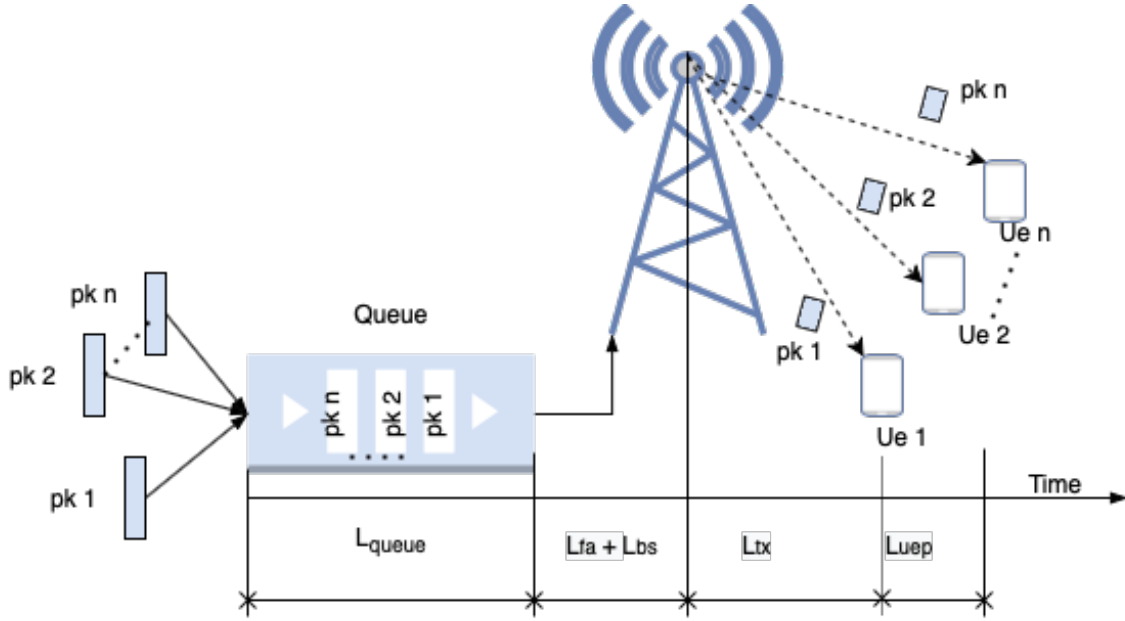 pk n
pk 2
pk n
Ue n
pk 2
Ue 2
pk 1
Ue 1
Queue
pk n
pk 2
pk 1
. . . .
pk 1
Time
Lqueue
Lfa + Lbs
Ltx
Luep